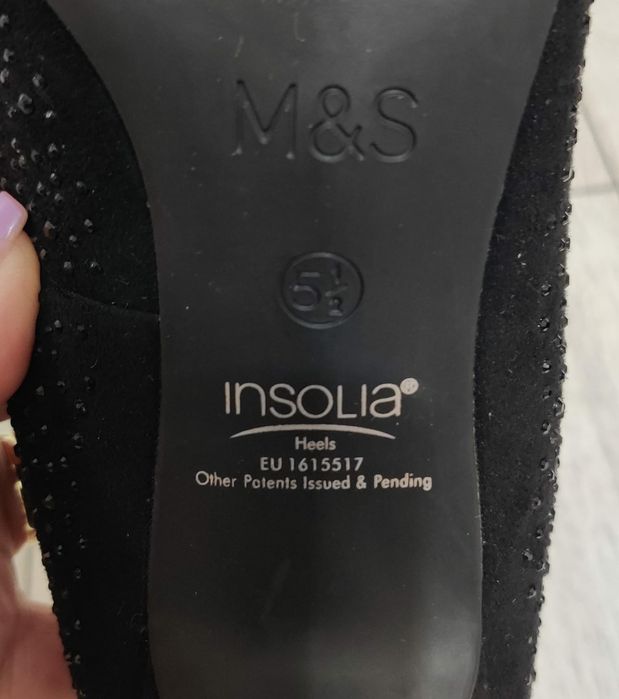 M&S
5½
INSOLIA®
Heels
EU 1615517
Other Patents Issued & Pending